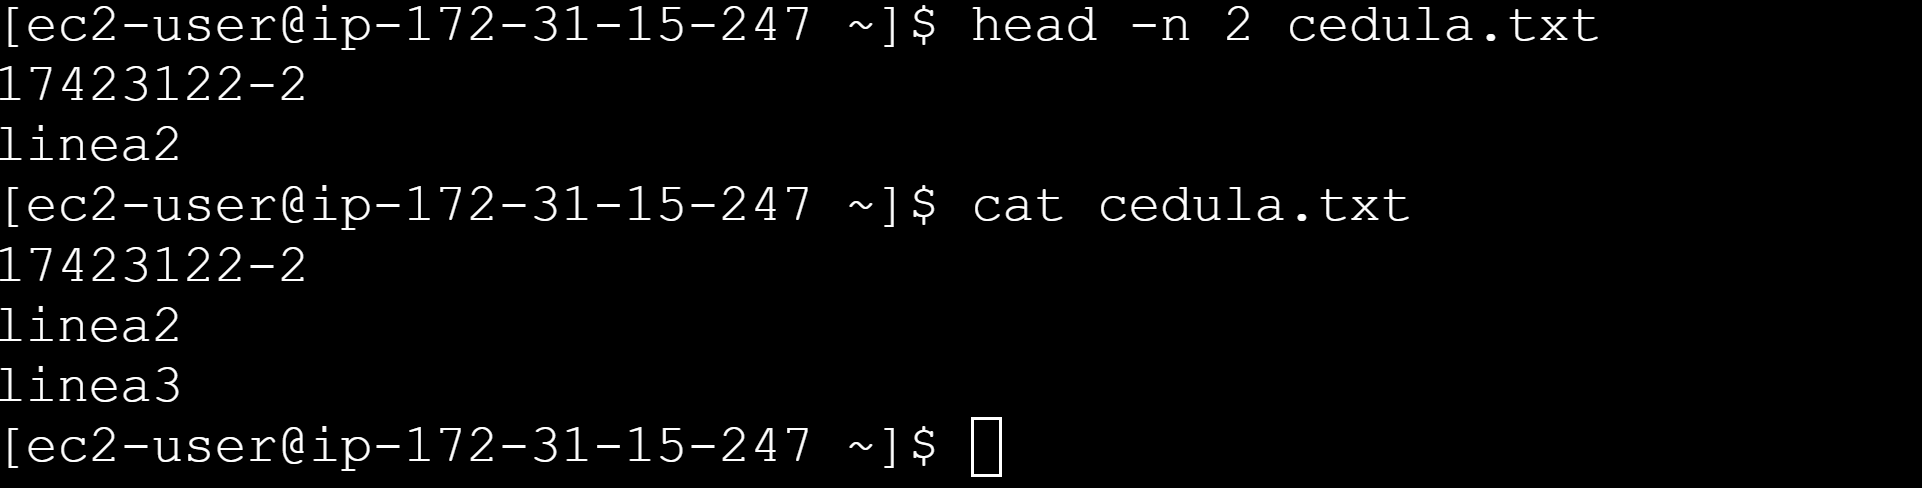 [ec2-user@ip-172-31-15-247 ~]$ head -n 2 cedula.txt
17423122-2
linea2
[ec2-user@ip-172-31-15-247 ~]$ cat cedula.txt
17423122-2
linea2
linea3
[ec2-user@ip-172-31-15-247 ~]$